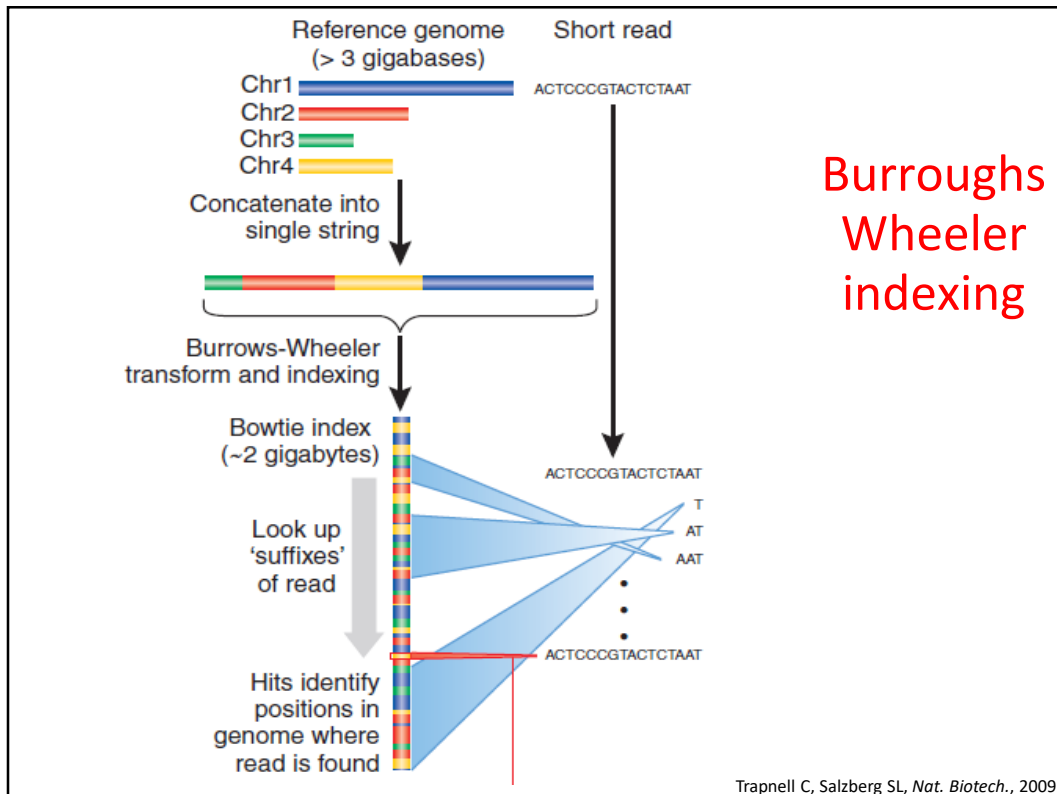 Reference genome
(> 3 gigabases)
Short read
Chr1
ACTCCCGTACTCTAAT
Chr2
Chr3
Chr4
Concatenate into
single string
Burroughs
Wheeler
indexing
Burrows-Wheeler
transform and indexing
Bowtie index
(~2 gigabytes)
ACTCCCGTACTCTAAT
T
AT
AAT
Look up
‘suffixes’
of read
ACTCCCGTACTCTAAT
Hits identify
positions in
genome where
read is found
Trapnell C, Salzberg SL, Nat. Biotech., 2009